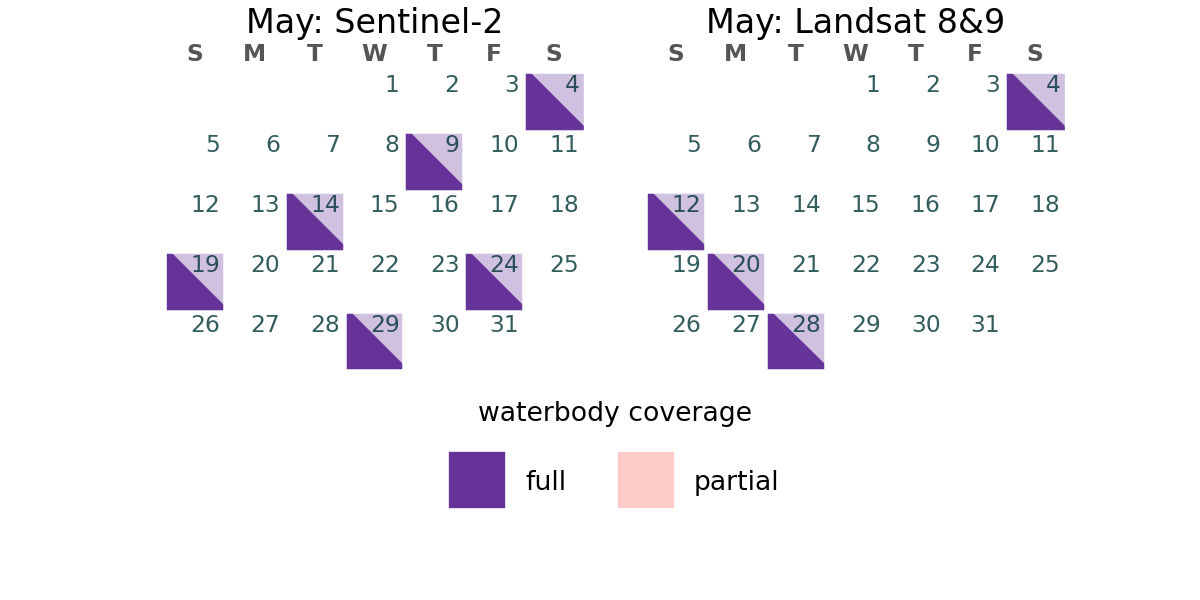 May: Sentinel-2
S M T W T F S
1 2 3 4
5 6 7 8 9 10 11
12 13 14 15 16 17 18
19 20 21 22 23 24 25
26 27 28 29 30 31
May: Landsat 8&9
S M T W T F S
1 2 3 4
5 6 7 8 9 10 11
12 13 14 15 16 17 18
19 20 21 22 23 24 25
26 27 28 29 30 31
waterbody coverage
full partial